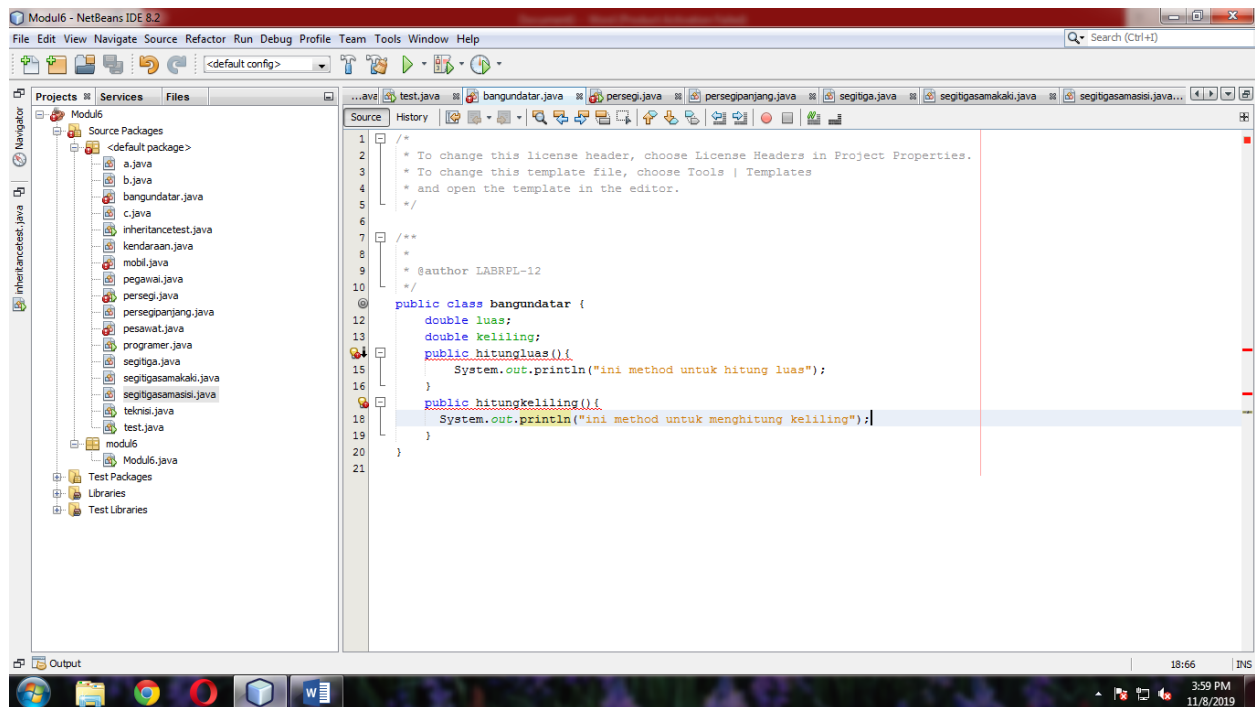 Modul6 - NetBeans IDE 8.2
File Edit View Navigate Source Refactor Run Debug Profile Team Tools Window Help
Search (Ctrl+I)
<default config>
Projects Services Files
...ava test.java bangundatar.java persegi.java persegipanjang.java segitiga.java segitigasamakaki.java segitigasamasisi.java...
Source History
Navigator
inheritancetest.java
Modul6
Source Packages
<default package>
a.java
b.java
bangundatar.java
c.java
inheritancetest.java
kendaraan.java
mobil.java
pegawai.java
persegi.java
persegipanjang.java
pesawat.java
programer.java
segitiga.java
segitigasamakaki.java
segitigasamasisi.java
teknisi.java
test.java
modul6
Modul6.java
Test Packages
Libraries
Test Libraries
1 /*
2 * To change this license header, choose License Headers in Project Properties.
3 * To change this template file, choose Tools | Templates
4 * and open the template in the editor.
5 */
6
7 /**
8 *
9 * @author LABRPL-12
10 */
public class bangundatar {
12 double luas;
13 double keliling;
public hitungluas(){
15 System.out.println("ini method untuk hitung luas");
16 }
public hitungkeliling(){
18 System.out.println("ini method untuk menghitung keliling");
19 }
20 }
21
Output
18:66 INS
3:59 PM
11/8/2019